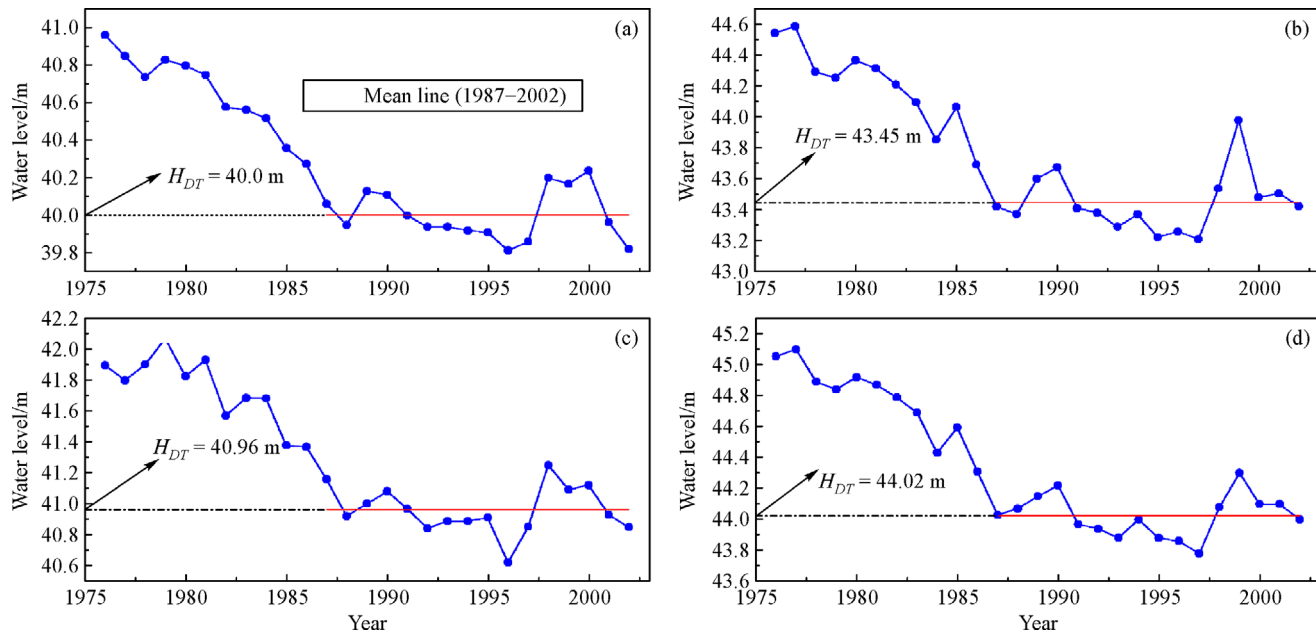 41.0
40.8
40.6
40.4
40.2
40.0
39.8
Water level/m
(a)
Mean line (1987–2002)
H_DT = 40.0 m
1975 1980 1985 1990 1995 2000
44.6
44.4
44.2
44.0
43.8
43.6
43.4
43.2
43.0
Water level/m
(b)
H_DT = 43.45 m
1975 1980 1985 1990 1995 2000
42.2
42.0
41.8
41.6
41.4
41.2
41.0
40.8
40.6
Water level/m
(c)
H_DT = 40.96 m
1975 1980 1985 1990 1995 2000
Year
45.2
45.0
44.8
44.6
44.4
44.2
44.0
43.8
43.6
Water level/m
(d)
H_DT = 44.02 m
1975 1980 1985 1990 1995 2000
Year